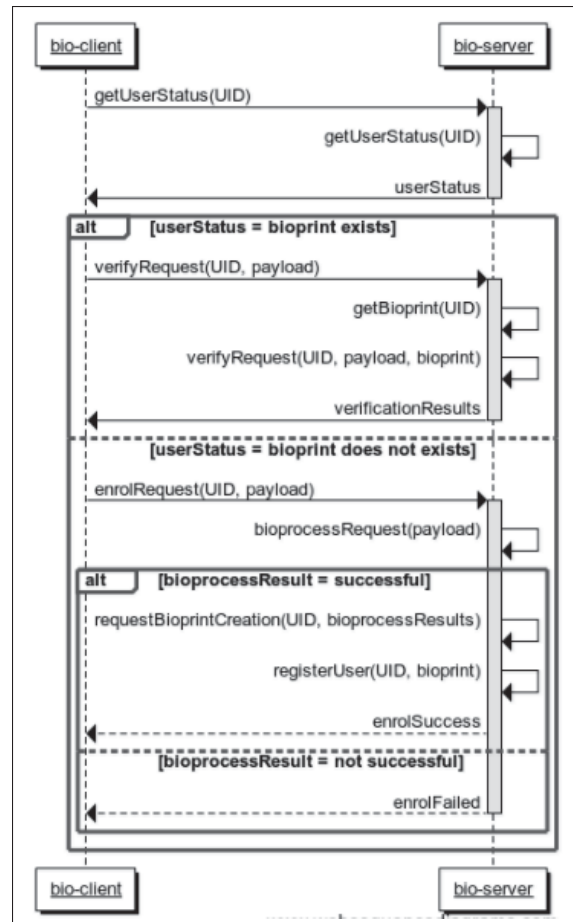 bio-client bio-server
getUserStatus(UID)
getUserStatus(UID)
userStatus
alt [userStatus = bioprint exists]
verifyRequest(UID, payload)
getBioprint(UID)
verifyRequest(UID, payload, bioprint)
verificationResults
[userStatus = bioprint does not exists]
enrolRequest(UID, payload)
bioprocessRequest(payload)
alt [bioprocessResult = successful]
requestBioprintCreation(UID, bioprocessResults)
registerUser(UID, bioprint)
enrolSuccess
[bioprocessResult = not successful]
enrolFailed
bio-client bio-server